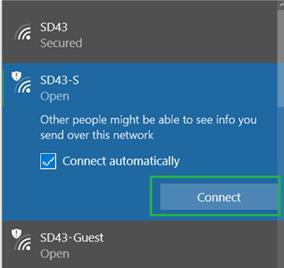 SD43
Secured
SD43-S
Open
Other people might be able to see info you
send over this network
Connect automatically
Connect
SD43-Guest
Open